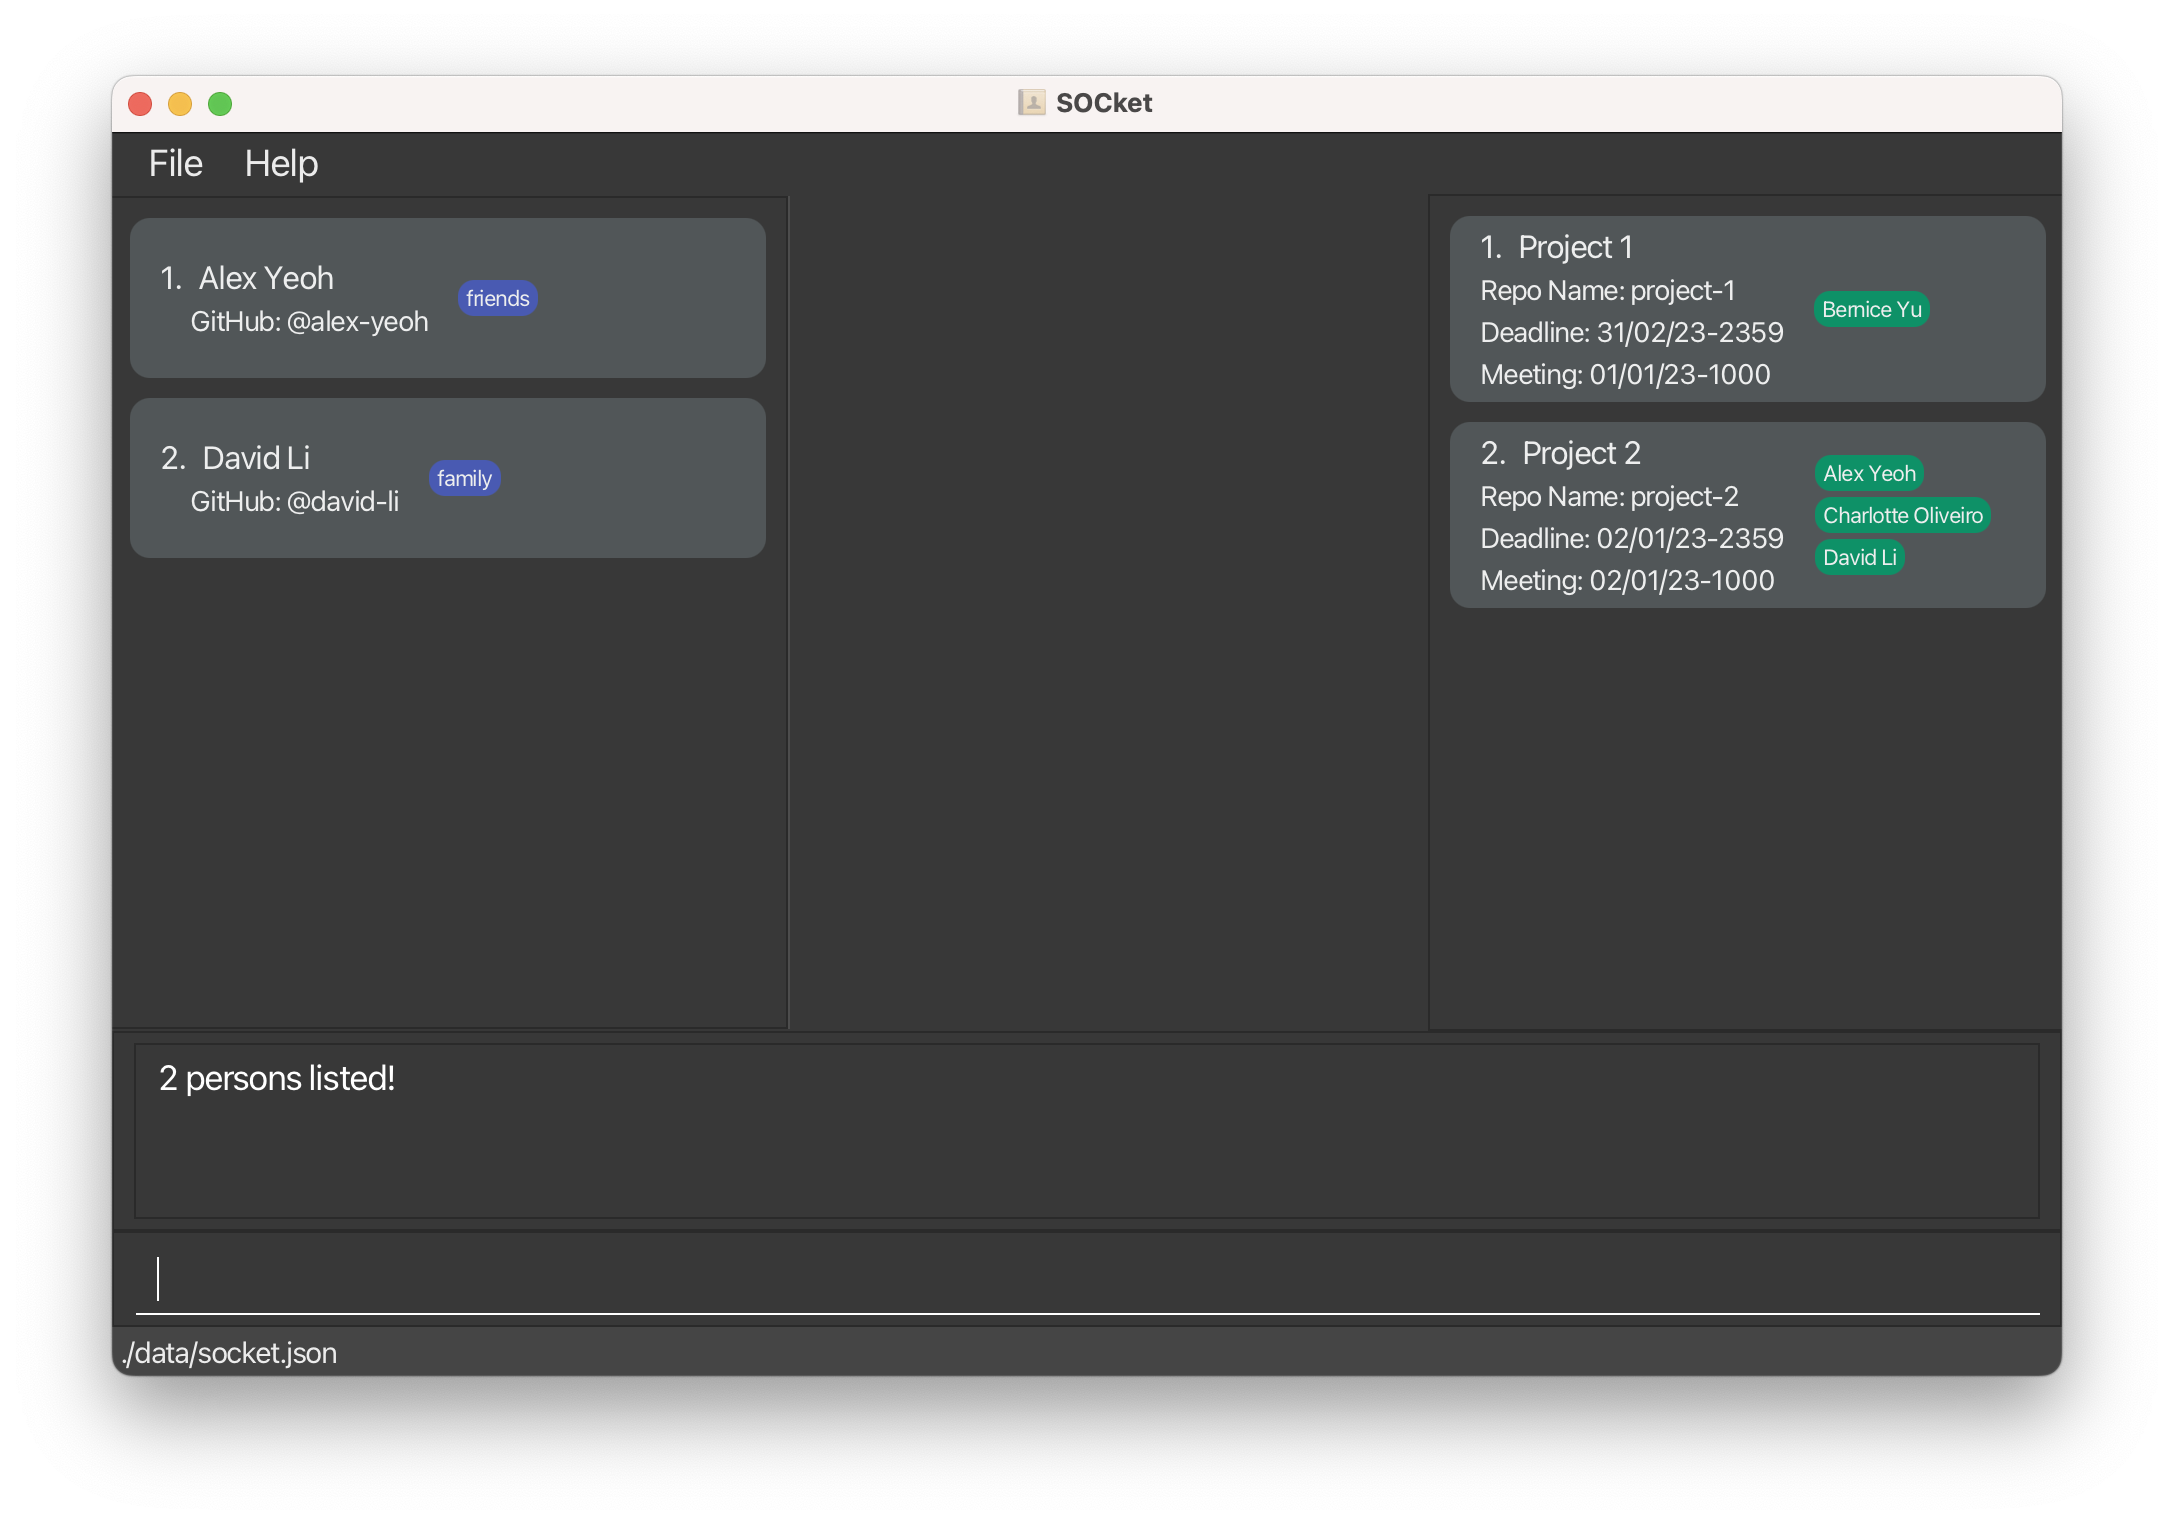 SOCket
File Help
1. Alex Yeoh
GitHub: @alex-yeoh
friends
2. David Li
GitHub: @david-li
family
1. Project 1
Repo Name: project-1
Deadline: 31/02/23-2359
Meeting: 01/01/23-1000
Bernice Yu
2. Project 2
Repo Name: project-2
Deadline: 02/01/23-2359
Meeting: 02/01/23-1000
Alex Yeoh
Charlotte Oliveiro
David Li
2 persons listed!
./data/socket.json